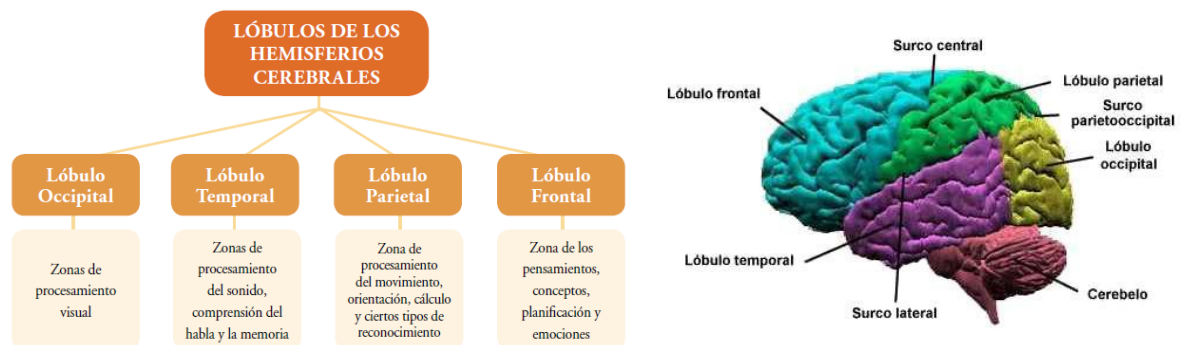 LÓBULOS DE LOS
HEMISFERIOS
CEREBRALES
Lóbulo
Occipital
Zonas de
procesamiento
visual
Lóbulo
Temporal
Zonas de
procesamiento
del sonido,
comprensión del
habla y la memoria
Lóbulo
Parietal
Zona de
procesamiento
del movimiento,
orientación, cálculo
y ciertos tipos de
reconocimiento
Lóbulo
Frontal
Zona de los
pensamientos,
conceptos,
planificación y
emociones
Surco central
Lóbulo frontal
Lóbulo parietal
Surco
parietooccipital
Lóbulo
occipital
Lóbulo temporal
Surco lateral
Cerebelo